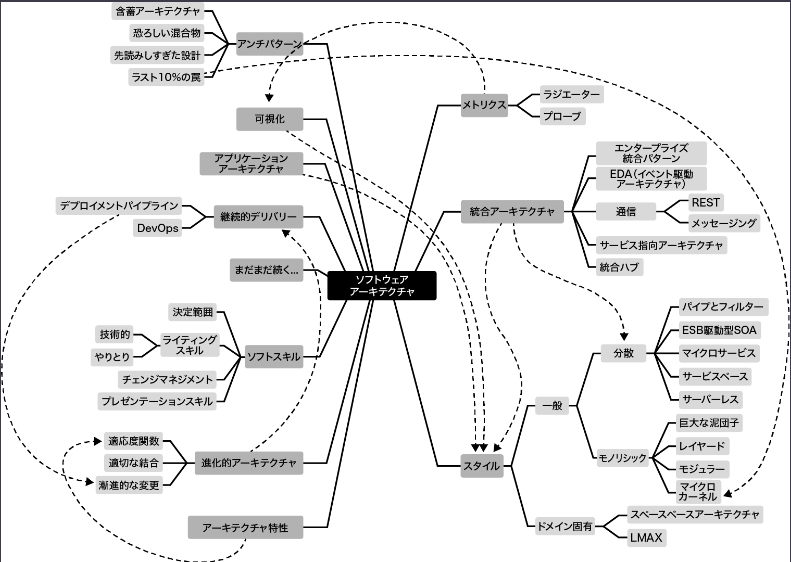 含蓄アーキテクチャ
恐ろしい混合物
先読みしすぎた設計
ラスト10%の罠
アンチパターン
可視化
アプリケーション
アーキテクチャ
デプロイメントパイプライン
DevOps
継続的デリバリー
まだまだ続く...
決定範囲
技術的
やりとり
ライティング
スキル
チェンジマネジメント
プレゼンテーションスキル
ソフトスキル
適応度関数
適切な結合
漸進的な変更
進化的アーキテクチャ
アーキテクチャ特性
ソフトウェア
アーキテクチャ
メトリクス
ラジエーター
プローブ
統合アーキテクチャ
エンタープライズ
統合パターン
EDA(イベント駆動
アーキテクチャ)
通信
REST
メッセージング
サービス指向アーキテクチャ
統合ハブ
スタイル
一般
分散
パイプとフィルター
ESB駆動型SOA
マイクロサービス
サービスベース
サーバーレス
モノリシック
巨大な泥団子
レイヤード
モジュラー
マイクロ
カーネル
ドメイン固有
スペースベースアーキテクチャ
LMAX